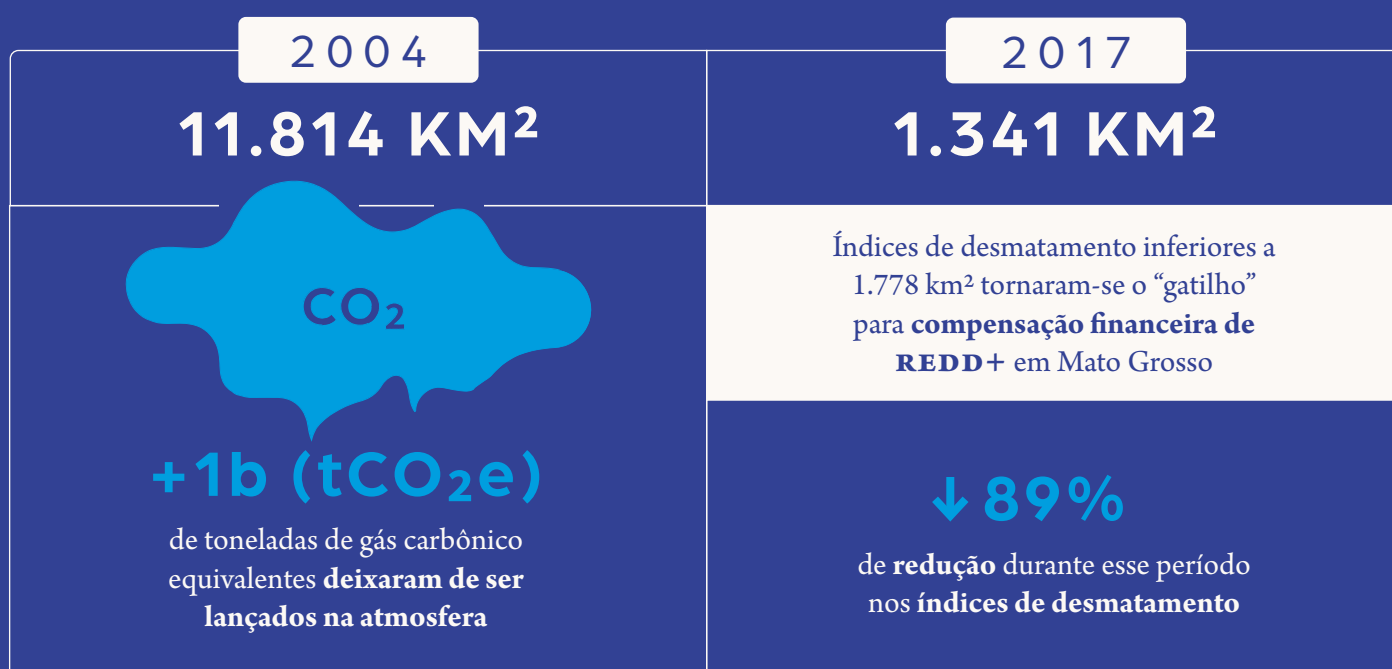 2004
11.814 KM²
CO₂
+1b (tCO₂e)
de toneladas de gás carbônico
equivalentes deixaram de ser
lançados na atmosfera
2017
1.341 KM²
Índices de desmatamento inferiores a
1.778 km² tornaram-se o “gatilho”
para compensação financeira de
REDD+ em Mato Grosso
↓89%
de redução durante esse período
nos índices de desmatamento